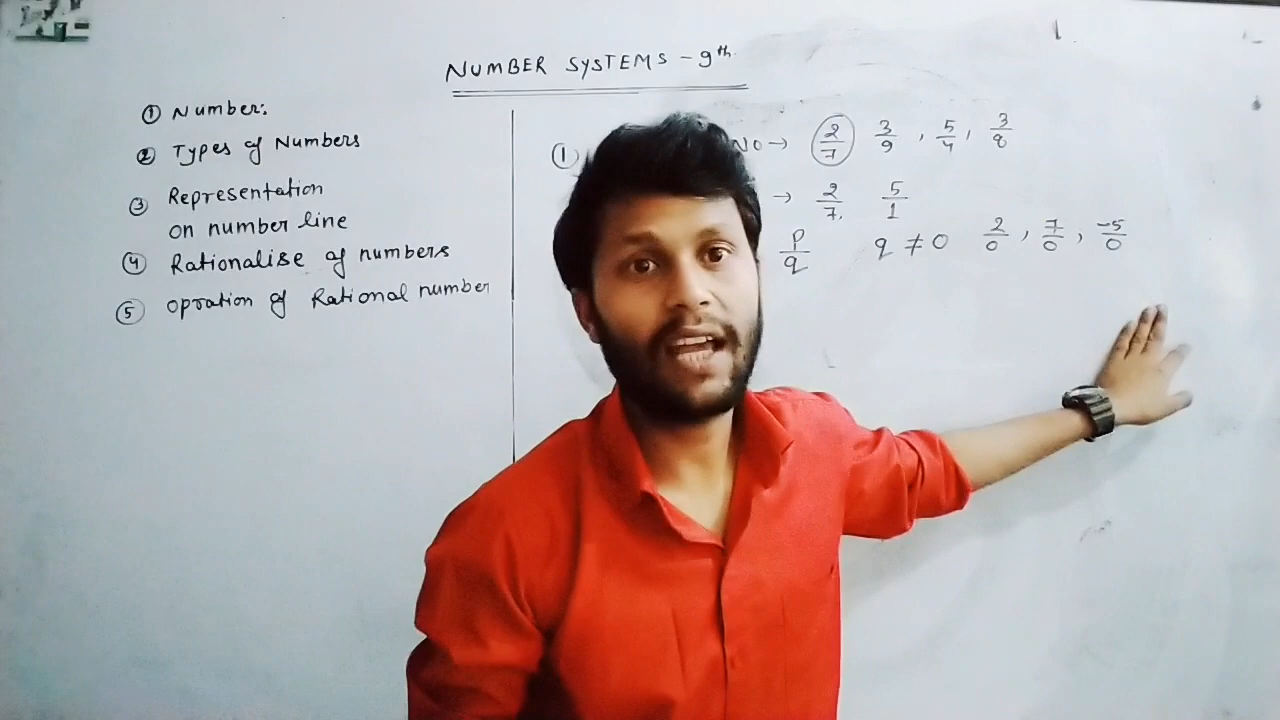 NUMBER SYSTEMS - 9th.
① Number:
② Types of Numbers
③ Representation
on number line
④ Rationalise of numbers
⑤ Opration of Rational number
①
NO → 2/7 3/9 , 5/4 , 3/8
→ 2/7. 5/1
p/q q ≠ 0 2/0 , 7/0 , -5/0